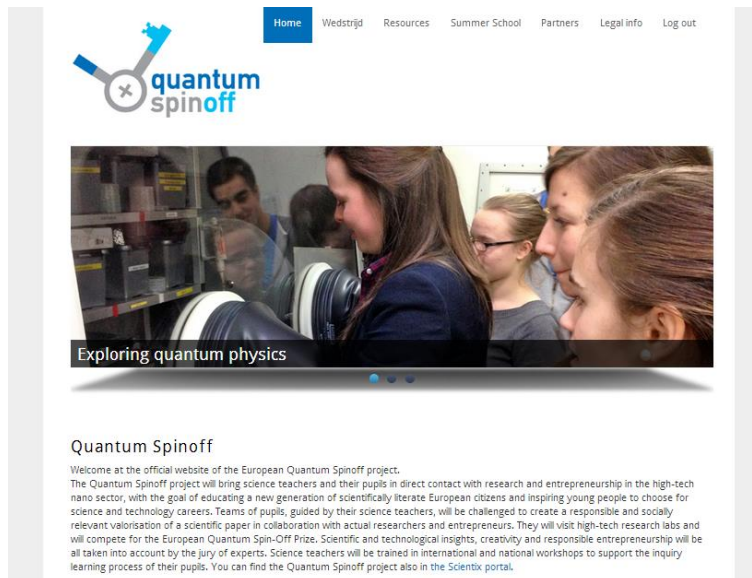 Home Wedstrijd Resources Summer School Partners Legal info Log out
quantum
spinoff
Exploring quantum physics
Quantum Spinoff
Welcome at the official website of the European Quantum Spinoff project.
The Quantum Spinoff project will bring science teachers and their pupils in direct contact with research and entrepreneurship in the high-tech
nano sector, with the goal of educating a new generation of scientifically literate European citizens and inspiring young people to choose for
science and technology careers. Teams of pupils, guided by their science teachers, will be challenged to create a responsible and socially
relevant valorisation of a scientific paper in collaboration with actual researchers and entrepreneurs. They will visit high-tech research labs and
will compete for the European Quantum Spin-Off Prize. Scientific and technological insights, creativity and responsible entrepreneurship will be
all taken into account by the jury of experts. Science teachers will be trained in international and national workshops to support the inquiry
learning process of their pupils. You can find the Quantum Spinoff project also in the Scientix portal.